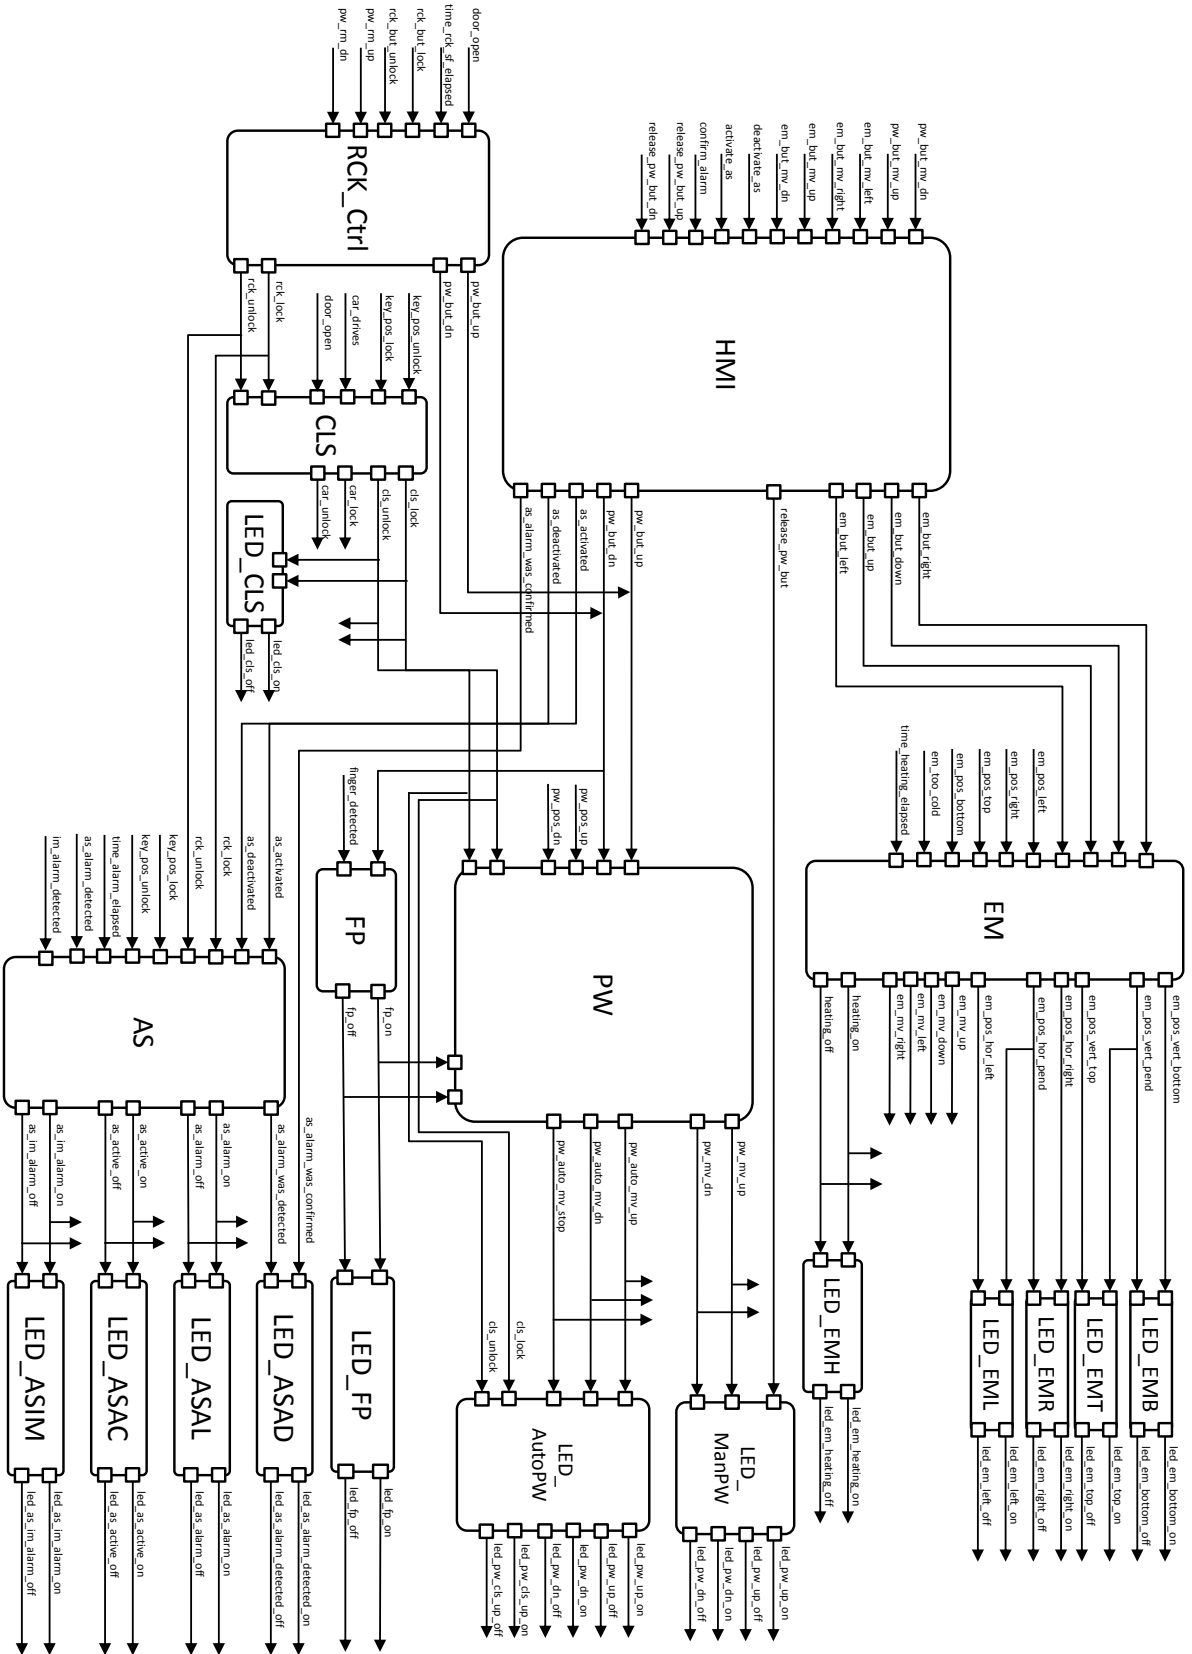 pw_but_mv_dn
pw_but_mv_up
em_but_mv_left
em_but_mv_right
em_but_mv_up
em_but_mv_dn
deactivate_as
activate_as
confirm_alarm
release_pw_but_up
release_pw_but_dn
HMI
em_but_right
em_but_down
em_but_up
em_but_left
release_pw_but
pw_but_up
pw_but_dn
as_activated
as_deactivated
as_alarm_was_confirmed
door_open
time_rck_sf_elapsed
rck_but_lock
rck_but_unlock
pw_rm_up
pw_rm_dn
RCK_Ctrl
pw_but_up
pw_but_dn
rck_lock
rck_unlock
key_pos_unlock
key_pos_lock
car_drives
door_open
CLS
cls_lock
cls_unlock
car_lock
car_unlock
LED_CLS
led_cls_on
led_cls_off
em_pos_left
em_pos_right
em_pos_top
em_pos_bottom
em_too_cold
time_heating_elapsed
EM
em_pos_vert_bottom
em_pos_vert_pend
em_pos_vert_top
em_pos_hor_right
em_pos_hor_pend
em_pos_hor_left
em_mv_up
em_mv_down
em_mv_left
em_mv_right
heating_on
heating_off
LED_EMB
led_em_bottom_on
led_em_bottom_off
LED_EMT
led_em_top_on
led_em_top_off
LED_EMR
led_em_right_on
led_em_right_off
LED_EML
led_em_left_on
led_em_left_off
LED_EMH
led_em_heating_on
led_em_heating_off
pw_pos_up
pw_pos_dn
PW
pw_mv_up
pw_mv_dn
pw_auto_mv_up
pw_auto_mv_dn
pw_auto_mv_stop
LED_
ManPW
led_pw_up_on
led_pw_up_off
led_pw_dn_on
led_pw_dn_off
cls_lock
cls_unlock
LED_
AutoPW
led_pw_up_on
led_pw_up_off
led_pw_dn_on
led_pw_dn_off
led_pw_cls_up_on
led_pw_cls_up_off
finger_detected
FP
fp_on
fp_off
LED_FP
led_fp_on
led_fp_off
as_activated
as_deactivated
rck_lock
rck_unlock
key_pos_lock
key_pos_unlock
time_alarm_elapsed
as_alarm_detected
im_alarm_detected
AS
as_alarm_was_confirmed
as_alarm_was_detected
as_alarm_on
as_alarm_off
as_active_on
as_active_off
as_im_alarm_on
as_im_alarm_off
LED_ASAD
led_as_alarm_detected_on
led_as_alarm_detected_off
LED_ASAL
led_as_alarm_on
led_as_alarm_off
LED_ASAC
led_as_active_on
led_as_active_off
LED_ASIM
led_as_im_alarm_on
led_as_im_alarm_off